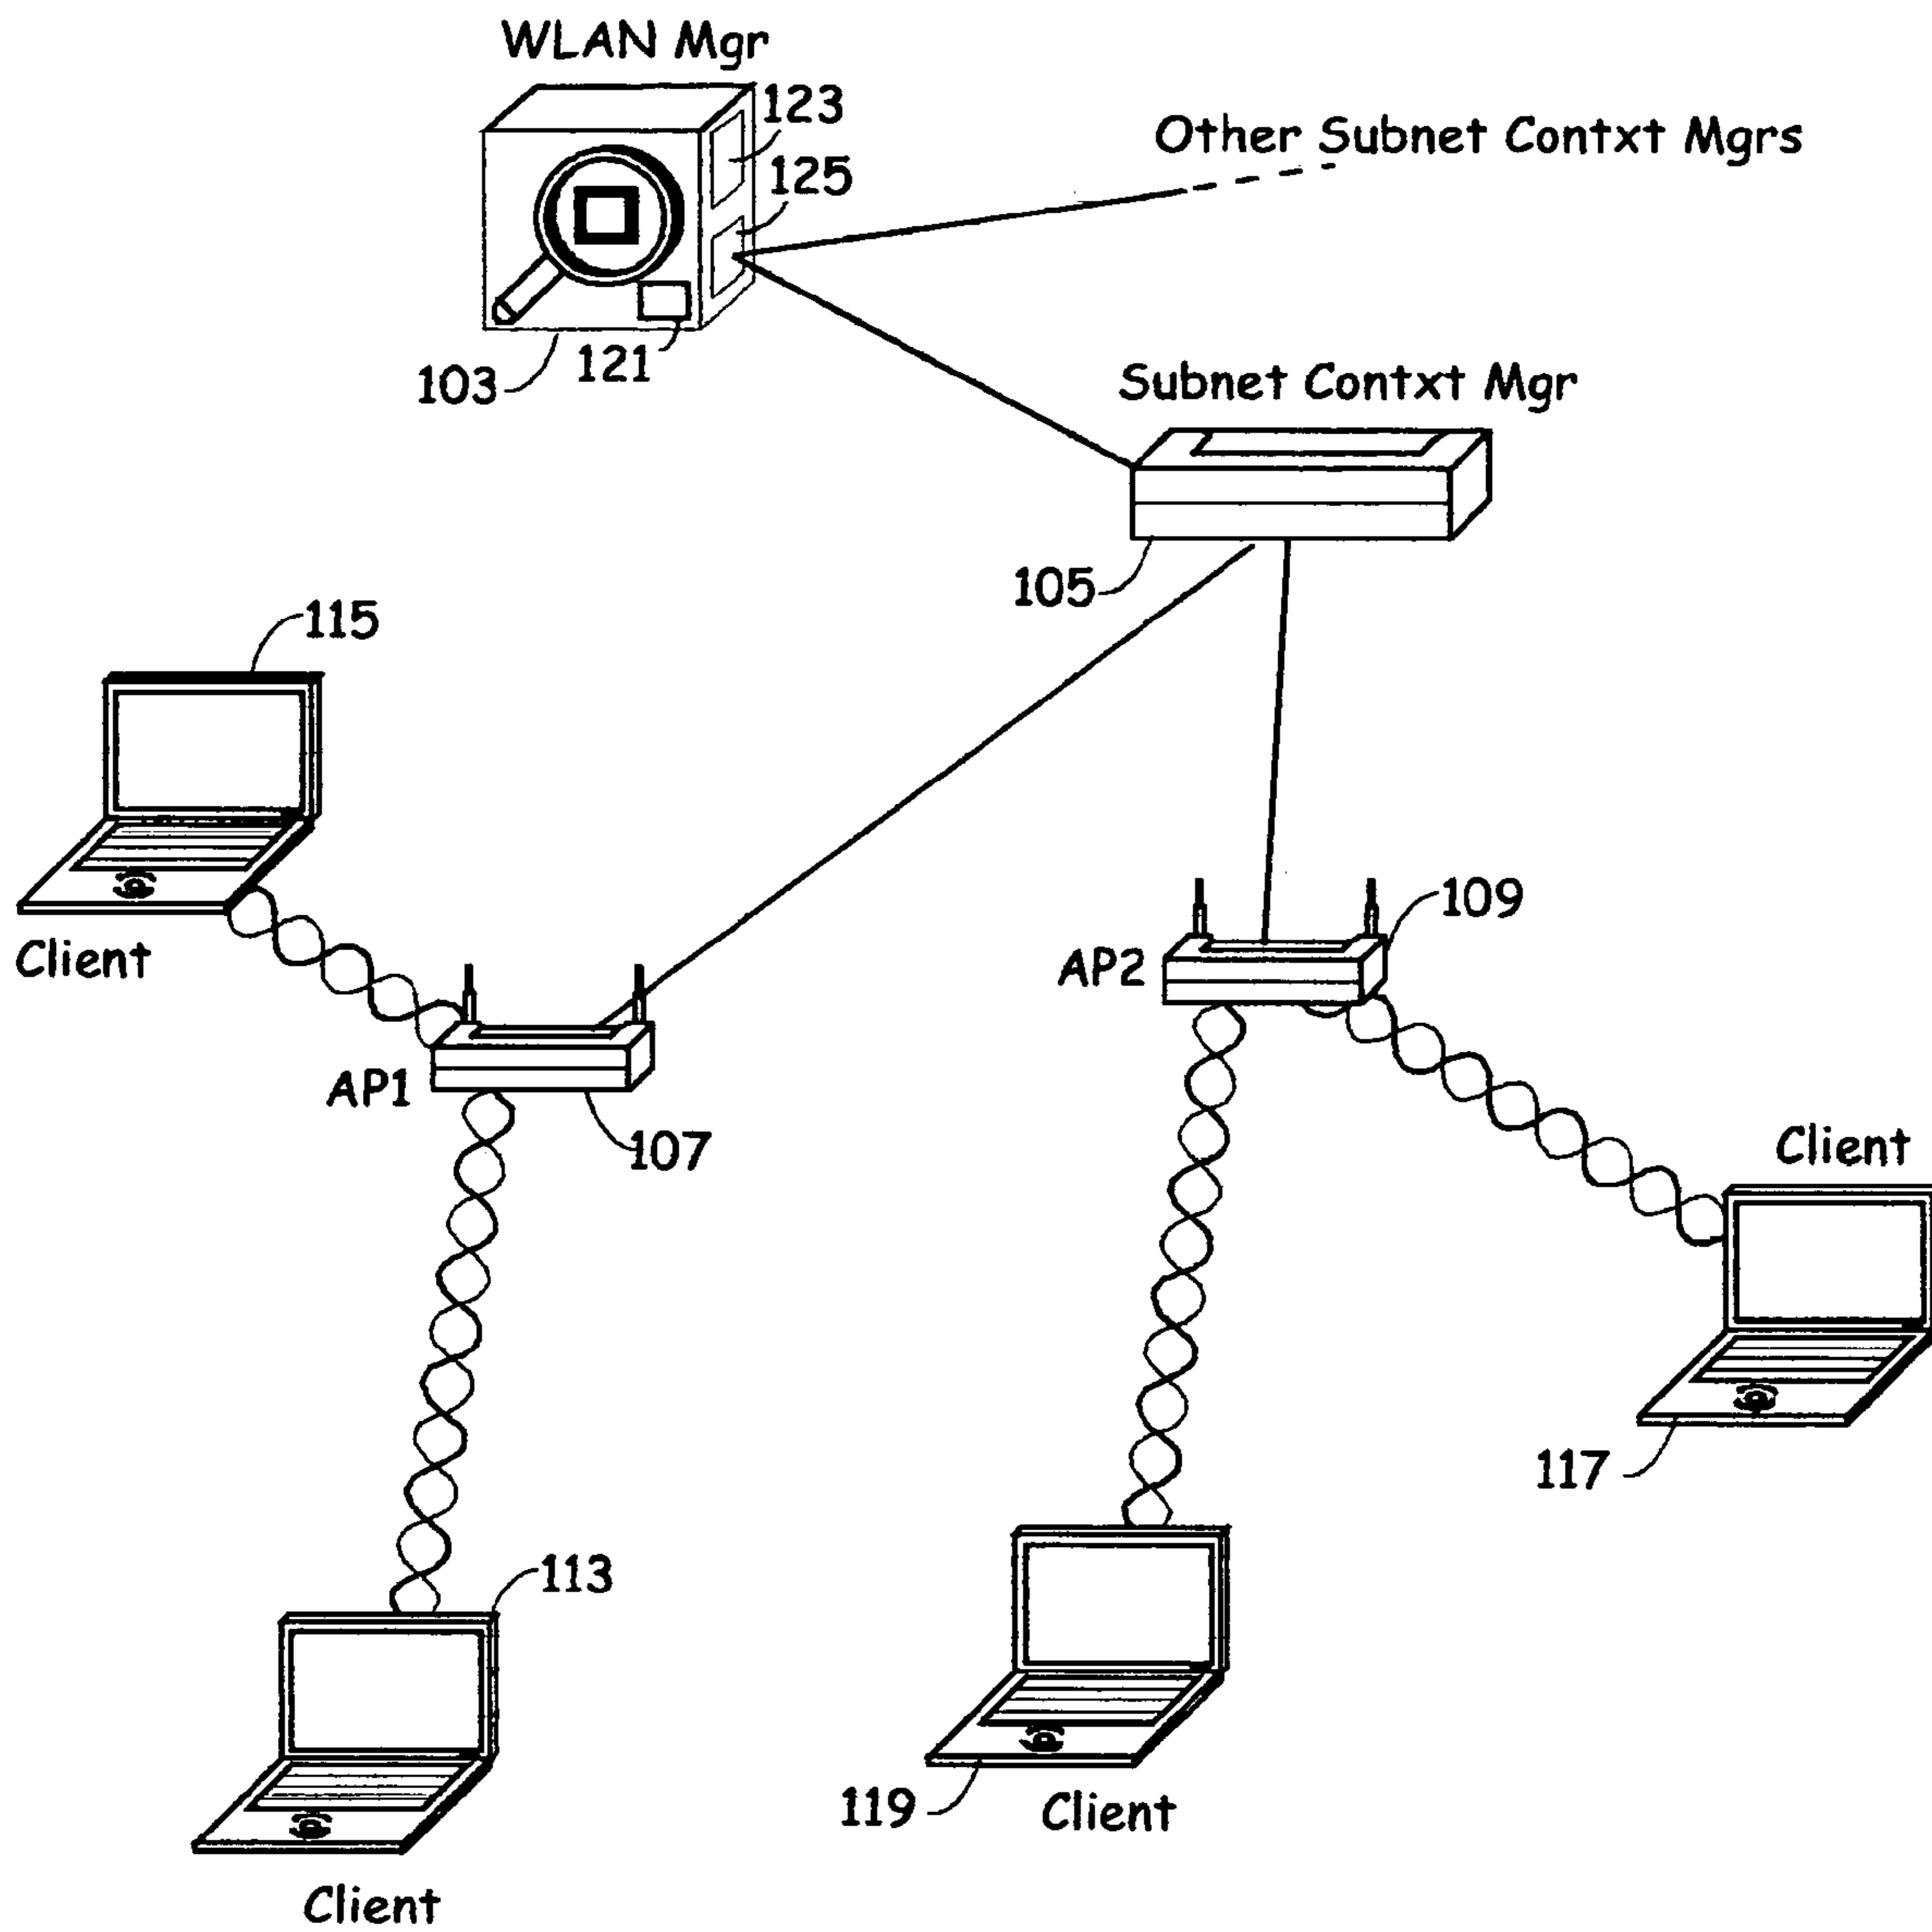 WLAN Mgr
123
Other Subnet Contxt Mgrs
125
121
103
Subnet Contxt Mgr
105
115
109
Client
AP2
AP1
107
Client
117
113
119
Client
Client